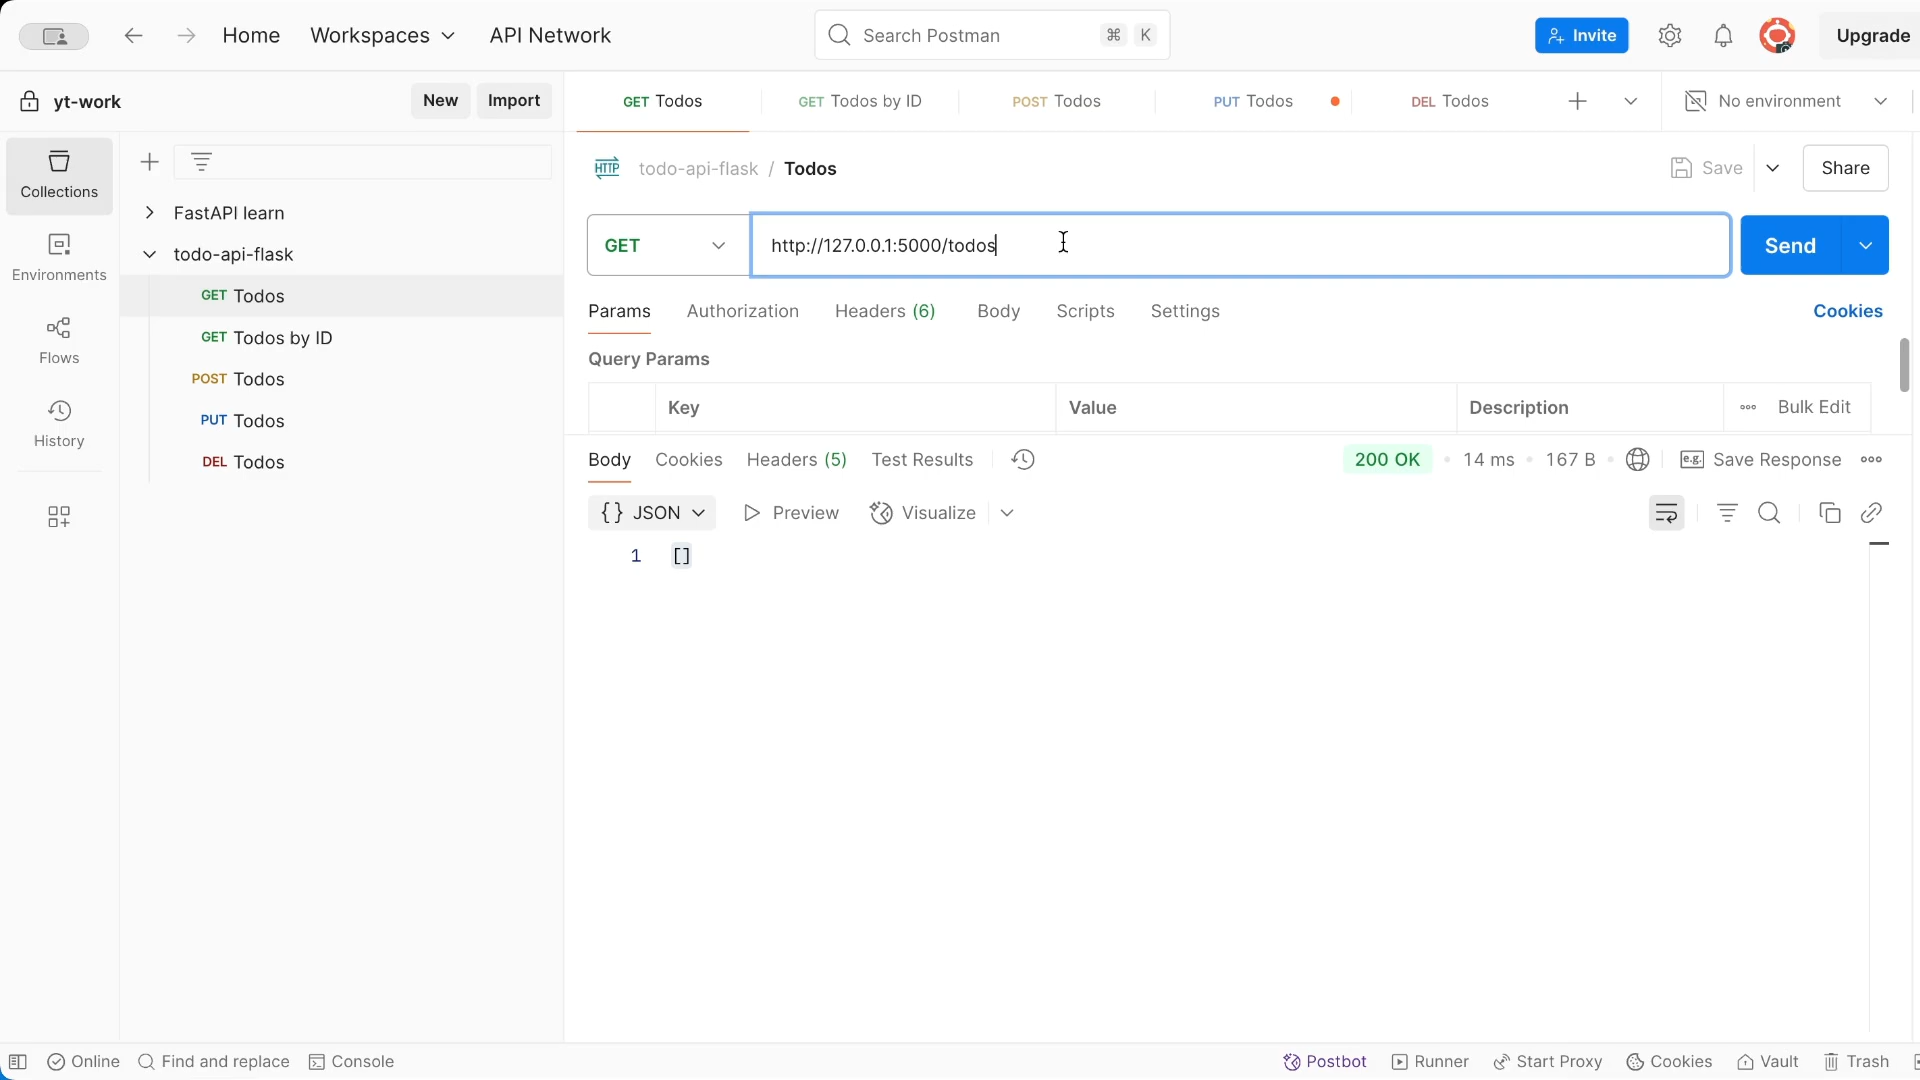 Home Workspaces API Network Search Postman ⌘ K Invite Upgrade
yt-work New Import GET Todos GET Todos by ID POST Todos PUT Todos DEL Todos No environment
Collections
Environments
Flows
History
FastAPI learn
todo-api-flask
GET Todos
GET Todos by ID
POST Todos
PUT Todos
DEL Todos
HTTP todo-api-flask / Todos Save Share
GET http://127.0.0.1:5000/todos Send
Params Authorization Headers (6) Body Scripts Settings Cookies
Query Params
Key Value Description Bulk Edit
Body Cookies Headers (5) Test Results 200 OK • 14 ms • 167 B • e.g. Save Response
{} JSON Preview Visualize
1 []
Online Find and replace Console Postbot Runner Start Proxy Cookies Vault Trash